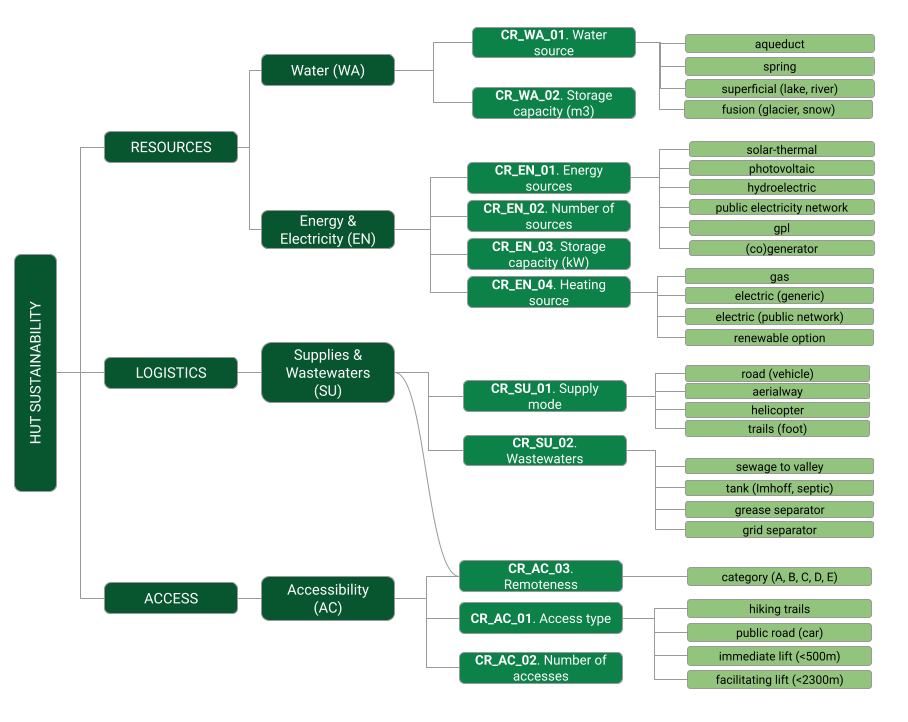 HUT SUSTAINABILITY
RESOURCES
Water (WA)
CR_WA_01. Water
source
aqueduct
spring
superficial (lake, river)
fusion (glacier, snow)
CR_WA_02. Storage
capacity (m3)
Energy &
Electricity (EN)
CR_EN_01. Energy
sources
solar-thermal
photovoltaic
hydroelectric
public electricity network
gpl
(co)generator
CR_EN_02. Number of
sources
CR_EN_03. Storage
capacity (kW)
CR_EN_04. Heating
source
gas
electric (generic)
electric (public network)
renewable option
LOGISTICS
Supplies &
Wastewaters
(SU)
CR_SU_01. Supply
mode
road (vehicle)
aerialway
helicopter
trails (foot)
CR_SU_02.
Wastewaters
sewage to valley
tank (Imhoff, septic)
grease separator
grid separator
ACCESS
Accessibility
(AC)
CR_AC_03.
Remoteness
category (A, B, C, D, E)
CR_AC_01. Access type
hiking trails
public road (car)
immediate lift (<500m)
facilitating lift (<2300m)
CR_AC_02. Number of
accesses